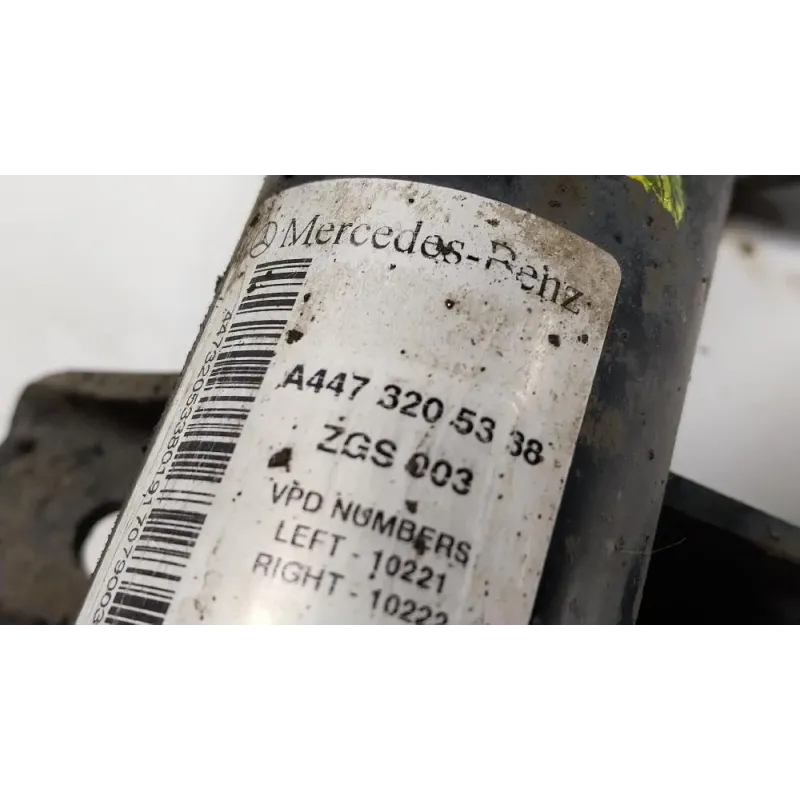 Mercedes-Benz
A447 320 53 38
ZGS 003
VPD NUMBERS
LEFT - 10221
RIGHT - 10222